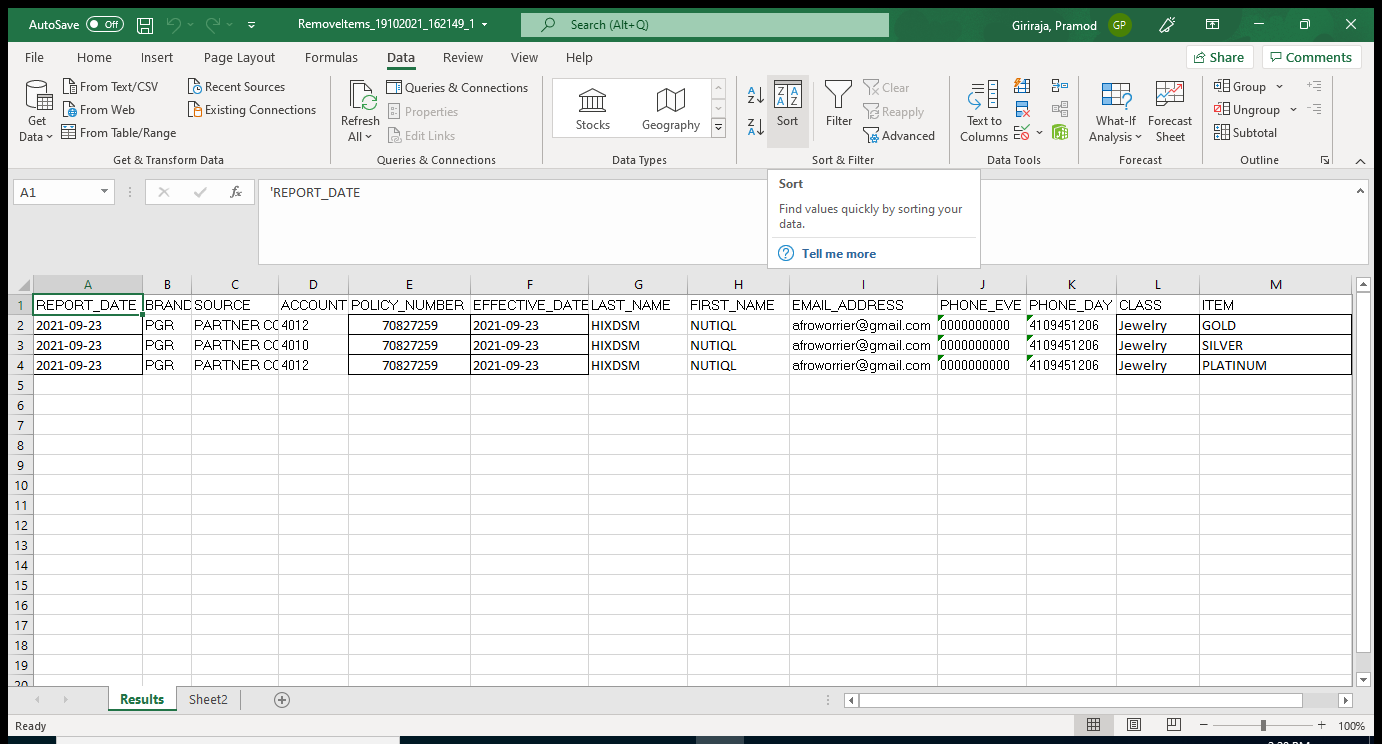 AutoSave Off RemoveItems_19102021_162149_1 Search (Alt+Q) Giriraja, Pramod GP
File Home Insert Page Layout Formulas Data Review View Help Share Comments
Get Data
From Text/CSV
From Web
From Table/Range
Recent Sources
Existing Connections
Get & Transform Data
Refresh All
Queries & Connections
Properties
Edit Links
Queries & Connections
Stocks
Geography
Data Types
Sort
Filter
Clear
Reapply
Advanced
Sort & Filter
Text to Columns
Data Tools
What-If Analysis
Forecast Sheet
Forecast
Group
Ungroup
Subtotal
Outline
A1 fx 'REPORT_DATE
Sort
Find values quickly by sorting your
data.
Tell me more
A B C D E F G H I J K L M
1 REPORT_DATE BRAND SOURCE ACCOUNT POLICY_NUMBER EFFECTIVE_DATE LAST_NAME FIRST_NAME EMAIL_ADDRESS PHONE_EVE PHONE_DAY CLASS ITEM
2 2021-09-23 PGR PARTNER CC 4012 70827259 2021-09-23 HIXDSM NUTIQL afroworrier@gmail.com 0000000000 4109451206 Jewelry GOLD
3 2021-09-23 PGR PARTNER CC 4010 70827259 2021-09-23 HIXDSM NUTIQL afroworrier@gmail.com 0000000000 4109451206 Jewelry SILVER
4 2021-09-23 PGR PARTNER CC 4012 70827259 2021-09-23 HIXDSM NUTIQL afroworrier@gmail.com 0000000000 4109451206 Jewelry PLATINUM
5
6
7
8
9
10
11
12
13
14
15
16
17
18
19
20
Results Sheet2
Ready 100%